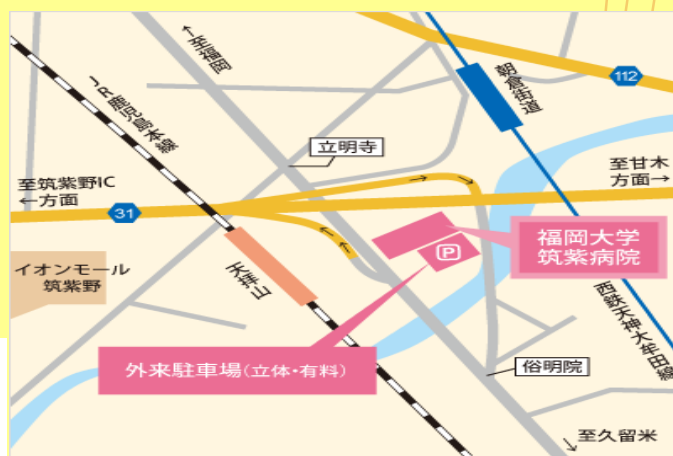 ↑至福岡
JR鹿児島本線
朝倉街道
112
立明寺
至筑紫野IC
←方面
31
至甘木
方面→
福岡大学
筑紫病院
P
イオンモール
筑紫野
天拝山
西鉄天神大牟田線
外来駐車場(立体・有料)
俗明院
至久留米